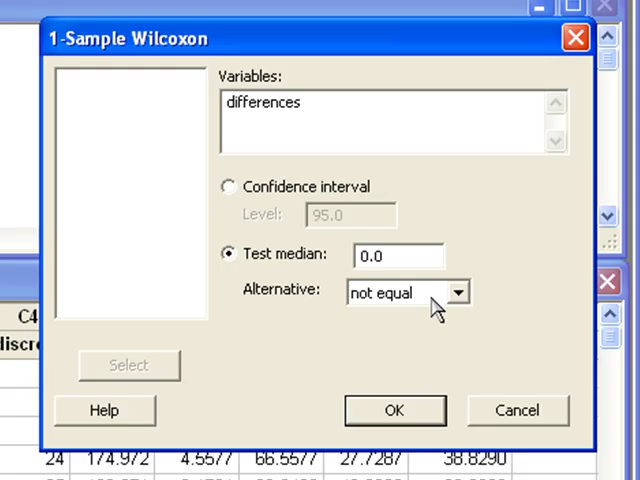 1-Sample Wilcoxon
Variables:
differences
Confidence interval
Level: 95.0
Test median: 0.0
Alternative: not equal
C4
discre
Select
Help OK Cancel
24 174.972 4.5577 66.5577 27.7287 38.8290